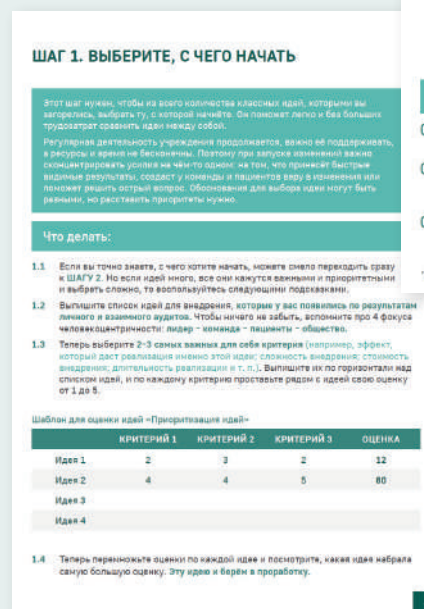 ШАГ 1. ВЫБЕРИТЕ, С ЧЕГО НАЧАТЬ
Этот шаг нужен, чтобы из всего количества классных идей, которыми вы
загорелись, выбрать ту, с которой начнёте. Он поможет легко и без больших
трудозатрат сравнить идеи между собой.
Регулярная деятельность учреждения продолжается, важно её поддерживать,
а ресурсы и время не бесконечны. Поэтому при запуске изменений важно
сконцентрировать усилия на чём-то одном: на том, что принесёт быстрые
видимые результаты, создаст у команды и пациентов веру в изменения или
поможет решить острый вопрос. Обоснования для выбора идеи могут быть
разными, но расставить приоритеты нужно.
Что делать:
1.1 Если вы точно знаете, с чего хотите начать, можете смело переходить сразу
к ШАГУ 2. Но если идей много, все они кажутся важными и приоритетными
и выбрать сложно, то воспользуйтесь следующими подсказками.
1.2 Выпишите список идей для внедрения, которые у вас появились по результатам
личного и взаимного аудитов. Чтобы ничего не забыть, вспомните про 4 фокуса
человекоцентричности: лидер – команда – пациенты – общество.
1.3 Теперь выберите 2–3 самых важных для себя критерия (например, эффект,
который даст реализация именно этой идеи; сложность внедрения; стоимость
внедрения; длительность реализации и т. п.). Выпишите их по горизонтали над
списком идей, и по каждому критерию проставьте рядом с идеей свою оценку
от 1 до 5.
Шаблон для оценки идей «Приоритизация идей»
КРИТЕРИЙ 1 КРИТЕРИЙ 2 КРИТЕРИЙ 3 ОЦЕНКА
Идея 1 2 3 2 12
Идея 2 4 4 5 80
Идея 3
Идея 4
1.4 Теперь перемножьте оценки по каждой идее и посмотрите, какая идея набрала
самую большую оценку. Эту идею и берём в проработку.